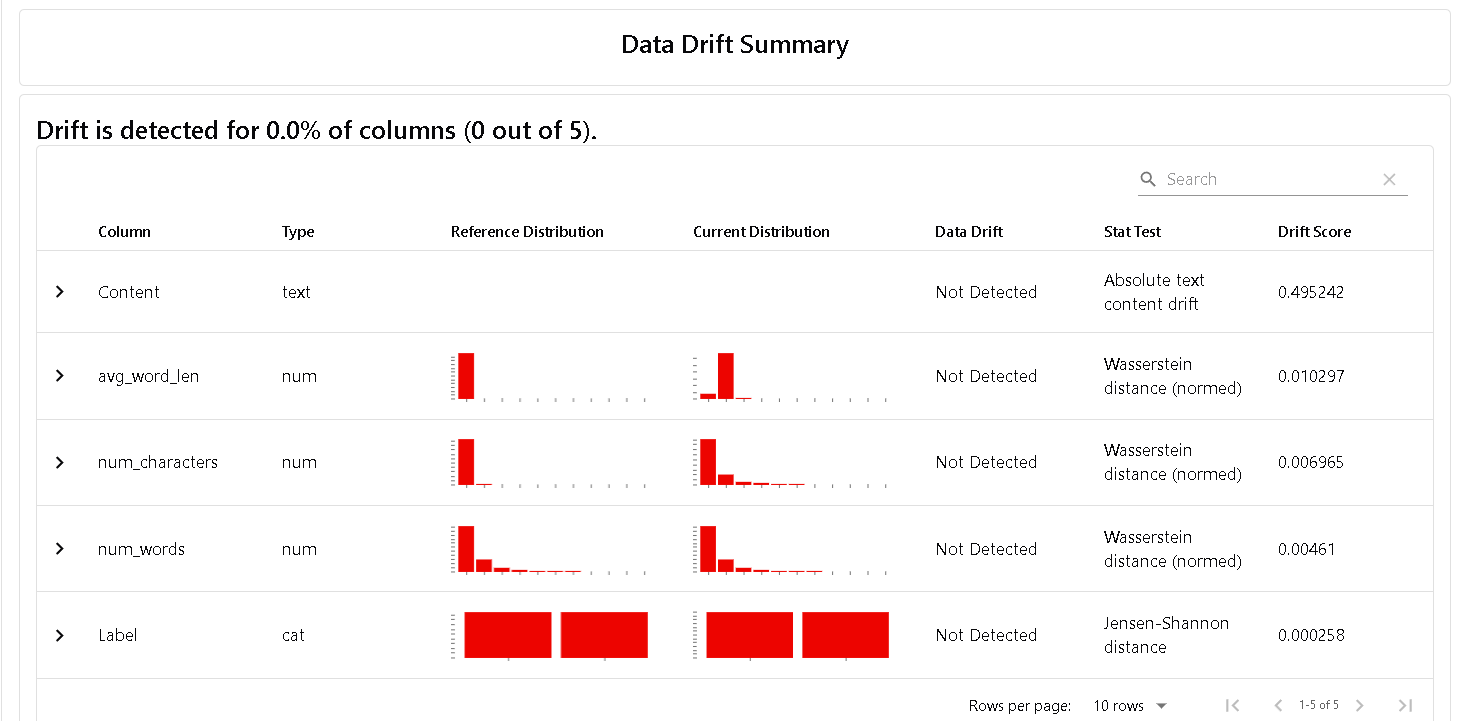 Data Drift Summary
Drift is detected for 0.0% of columns (0 out of 5).
Search
Column Type Reference Distribution Current Distribution Data Drift Stat Test Drift Score
Content text Not Detected Absolute text content drift 0.495242
avg_word_len num Not Detected Wasserstein distance (normed) 0.010297
num_characters num Not Detected Wasserstein distance (normed) 0.006965
num_words num Not Detected Wasserstein distance (normed) 0.00461
Label cat Not Detected Jensen-Shannon distance 0.000258
Rows per page: 10 rows 1-5 of 5